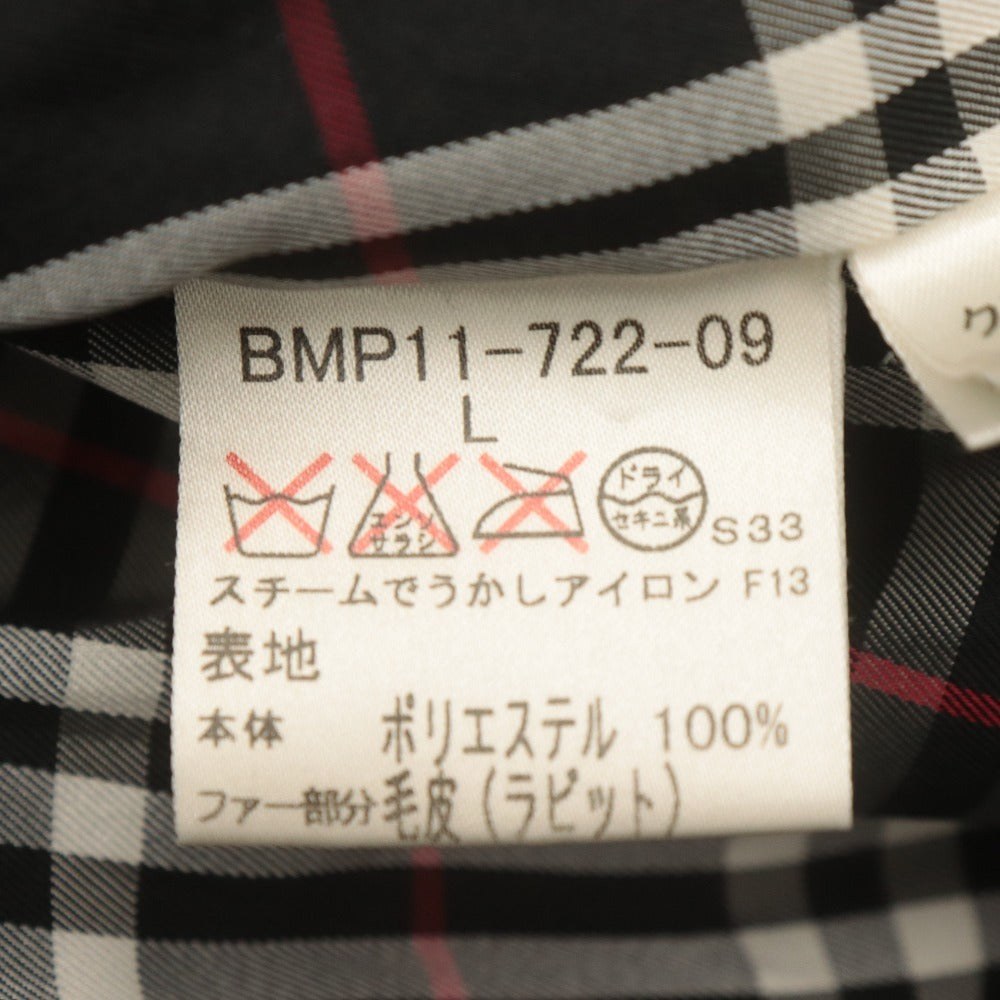 BMP11-722-09
L
エンソ
サラシ
ドライ
セキユ系
S33
スチームでうかしアイロン F13
表地
本体 ポリエステル 100%
ファー部分 毛皮(ラビット)